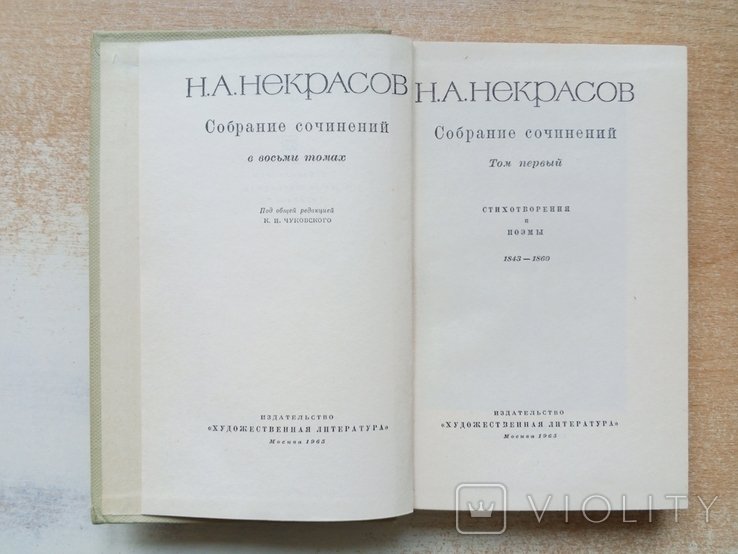 Н.А.Некрасов
Собрание сочинений
в восьми томах
Под общей редакцией
К. И. ЧУКОВСКОГО
ИЗДАТЕЛЬСТВО
«ХУДОЖЕСТВЕННАЯ ЛИТЕРАТУРА»
Москва 1965
Н.А.Некрасов
Собрание сочинений
Том первый
СТИХОТВОРЕНИЯ
и
ПОЭМЫ
1843—1860
ИЗДАТЕЛЬСТВО
«ХУДОЖЕСТВЕННАЯ ЛИТЕРАТУРА»
Москва 1965
VIOLITY